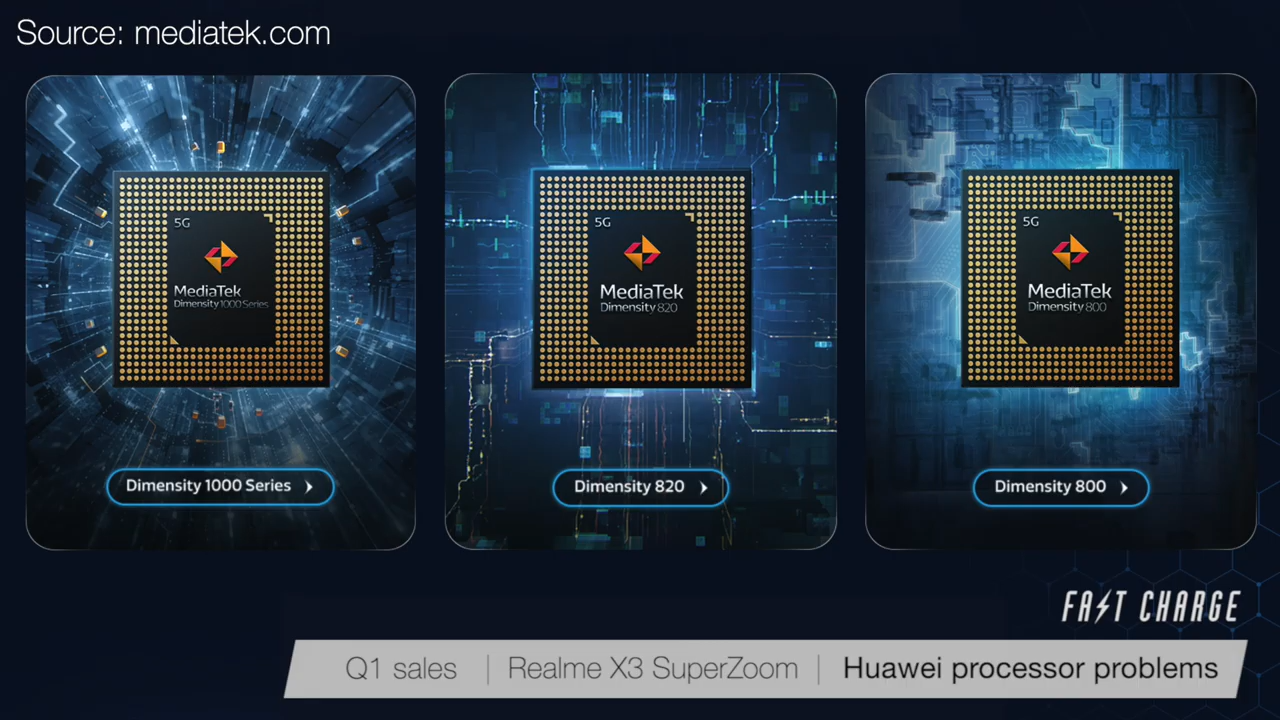 Source: mediatek.com
5G
MediaTek
Dimensity 1000 Series
Dimensity 1000 Series
5G
MediaTek
Dimensity 820
Dimensity 820
5G
MediaTek
Dimensity 800
Dimensity 800
FAST CHARGE
Q1 sales | Realme X3 SuperZoom | Huawei processor problems